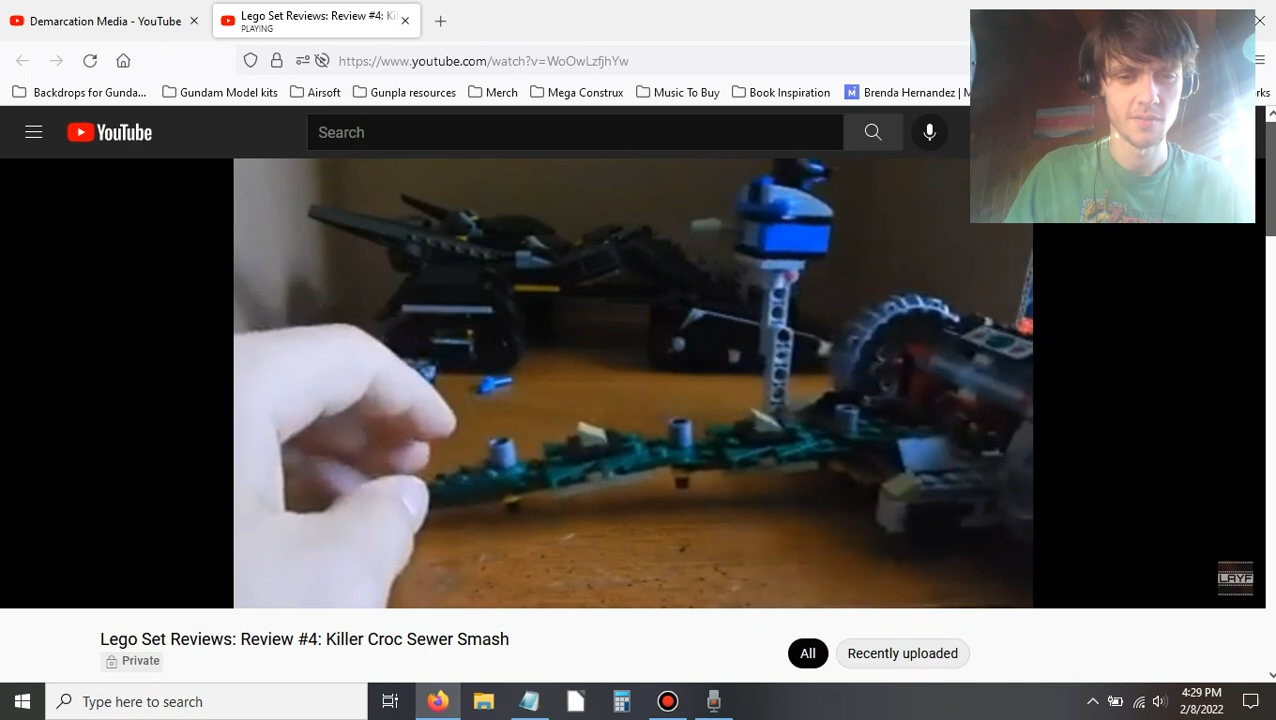 Demarcation Media - YouTube
Lego Set Reviews: Review #4: Kil
PLAYING
https://www.youtube.com/watch?v=WoOwLzfjhYw
Backdrops for Gunda...
Gundam Model kits
Airsoft
Gunpla resources
Merch
Mega Construx
Music To Buy
Book Inspiration
Brenda Hernandez | M
rks
YouTube
Search
LAYF
Lego Set Reviews: Review #4: Killer Croc Sewer Smash
Private
All
Recently uploaded
Type here to search
4:29 PM
2/8/2022